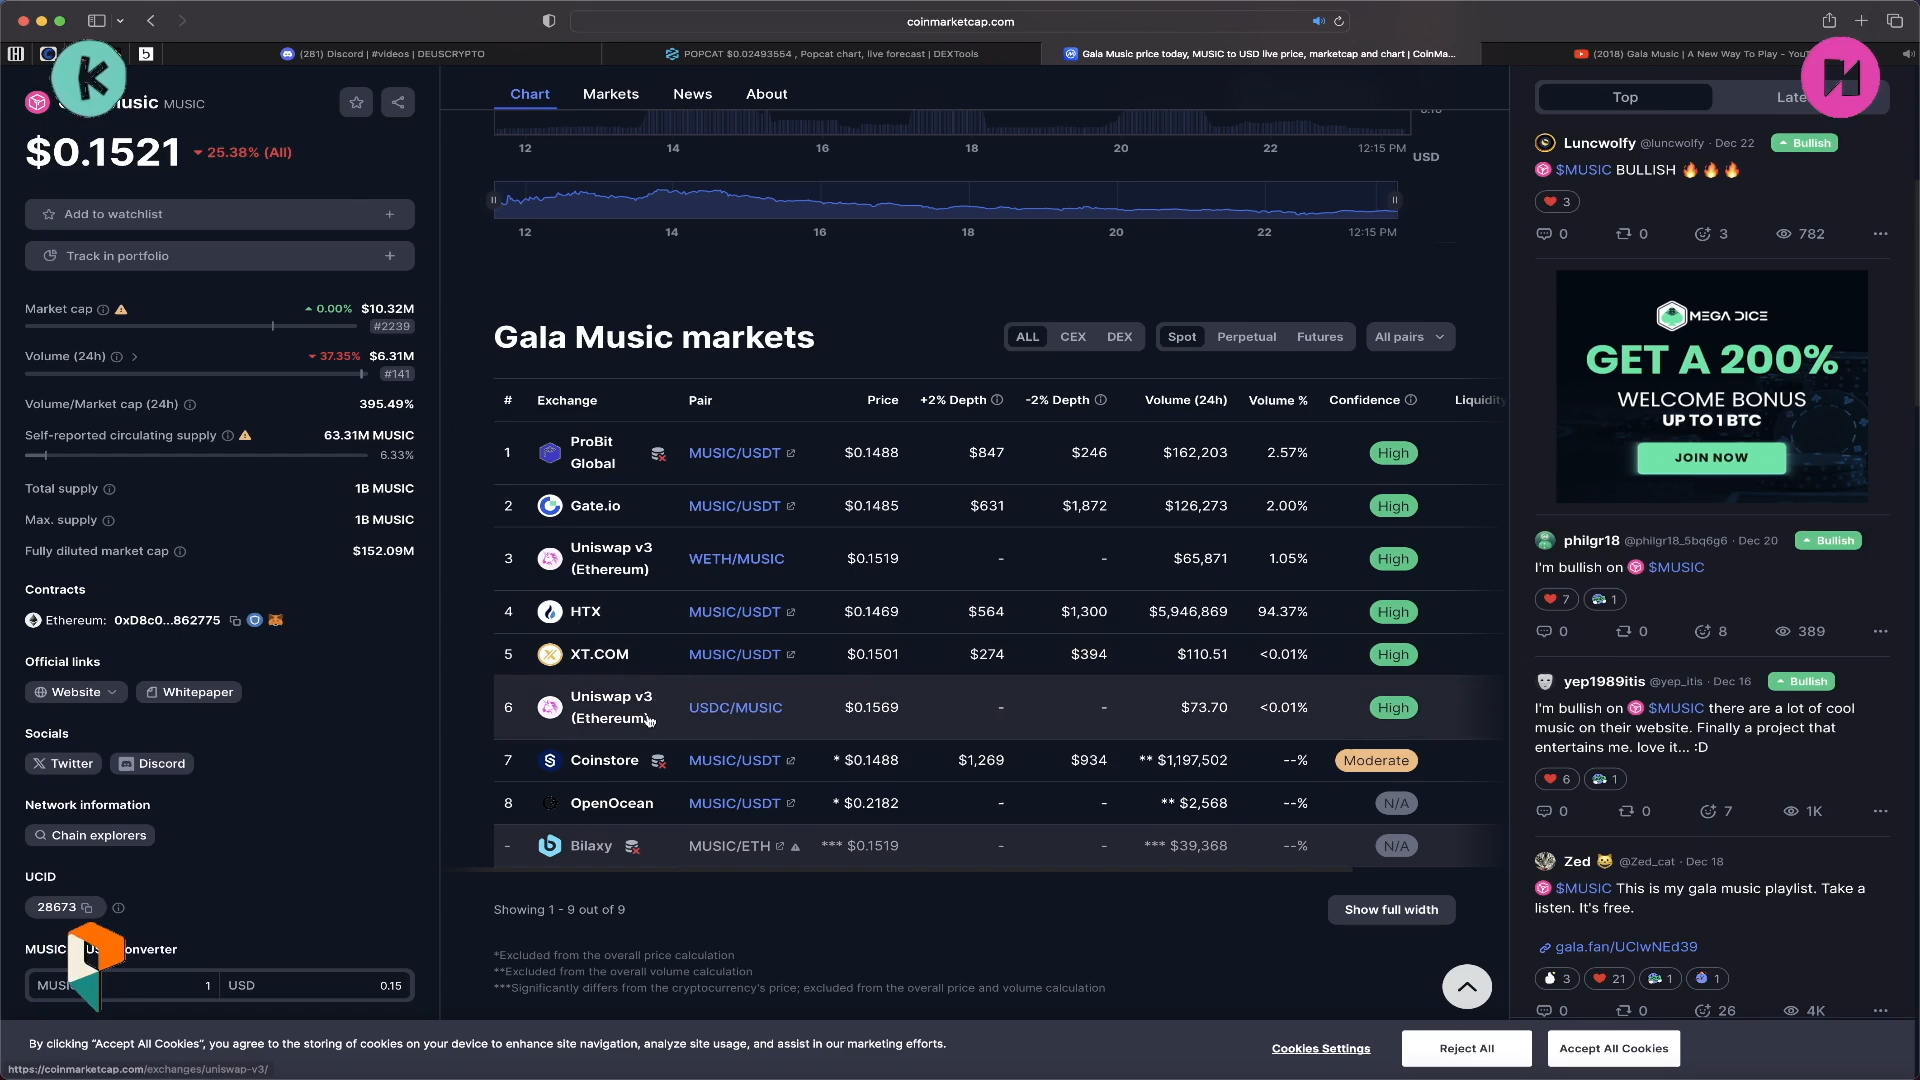 coinmarketcap.com
(281) Discord | #videos | DEUSCRYPTO
POPCAT $0.02493554 , Popcat chart, live forecast | DEXTools
Gala Music price today, MUSIC to USD live price, marketcap and chart | CoinMa...
(2018) Gala Music | A New Way To Play - You
Music MUSIC
$0.1521 25.38% (All)
Add to watchlist +
Track in portfolio +
Market cap 0.00% $10.32M
#2239
Volume (24h) > 37.35% $6.31M
#141
Volume/Market cap (24h) 395.49%
Self-reported circulating supply 63.31M MUSIC
6.33%
Total supply 1B MUSIC
Max. supply 1B MUSIC
Fully diluted market cap $152.09M
Contracts
Ethereum: 0xD8c0...862775
Official links
Website Whitepaper
Socials
Twitter Discord
Network information
Chain explorers
UCID
28673
MUSIC onverter
MUSI 1 USD 0.15
Chart Markets News About
12 14 16 18 20 22 12:15 PM
USD
12 14 16 18 20 22 12:15 PM
Gala Music markets ALL CEX DEX Spot Perpetual Futures All pairs
# Exchange Pair Price +2% Depth -2% Depth Volume (24h) Volume % Confidence Liquidity
1 ProBit Global MUSIC/USDT $0.1488 $847 $246 $162,203 2.57% High
2 Gate.io MUSIC/USDT $0.1485 $631 $1,872 $126,273 2.00% High
3 Uniswap v3 (Ethereum) WETH/MUSIC $0.1519 - - $65,871 1.05% High
4 HTX MUSIC/USDT $0.1469 $564 $1,300 $5,946,869 94.37% High
5 XT.COM MUSIC/USDT $0.1501 $274 $394 $110.51 <0.01% High
6 Uniswap v3 (Ethereum) USDC/MUSIC $0.1569 - - $73.70 <0.01% High
7 Coinstore MUSIC/USDT * $0.1488 $1,269 $934 ** $1,197,502 --% Moderate
8 OpenOcean MUSIC/USDT * $0.2182 - - ** $2,568 --% N/A
- Bilaxy MUSIC/ETH *** $0.1519 - - *** $39,368 --% N/A
Showing 1 - 9 out of 9 Show full width
*Excluded from the overall price calculation
**Excluded from the overall volume calculation
***Significantly differs from the cryptocurrency's price; excluded from the overall price and volume calculation
Top Late
Luncwolfy @luncwolfy · Dec 22 Bullish
$MUSIC BULLISH 🔥 🔥 🔥
3
0 0 3 782 ...
MEGA DICE
GET A 200%
WELCOME BONUS
UP TO 1 BTC
JOIN NOW
philgr18 @philgr18_5bq6g6 · Dec 20 Bullish
I'm bullish on $MUSIC
7 1
0 0 8 389 ...
yep1989itis @yep_itis · Dec 16 Bullish
I'm bullish on $MUSIC there are a lot of cool
music on their website. Finally a project that
entertains me. love it... :D
6 1
0 0 7 1K ...
Zed @Zed_cat · Dec 18
$MUSIC This is my gala music playlist. Take a
listen. It's free.
gala.fan/UClwNEd39
3 21 1 1
0 0 26 4K ...
By clicking “Accept All Cookies”, you agree to the storing of cookies on your device to enhance site navigation, analyze site usage, and assist in our marketing efforts.
Cookies Settings Reject All Accept All Cookies
https://coinmarketcap.com/exchanges/uniswap-v3/